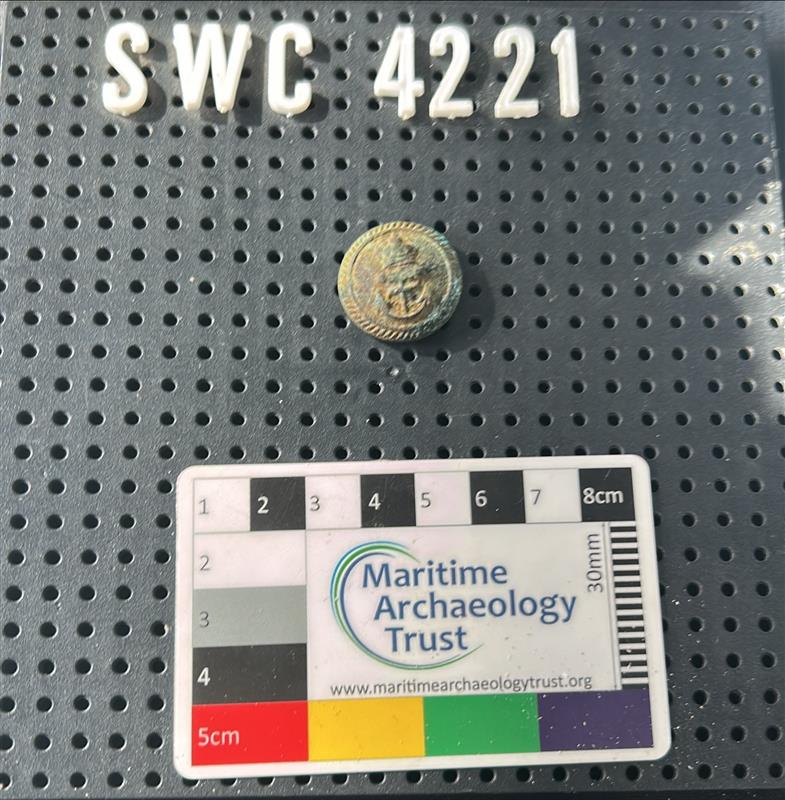 SWC 4221
1 2 3 4 5 6 7 8cm
2
3
4
5cm
30mm
Maritime
Archaeology
Trust
www.maritimearchaeologytrust.org